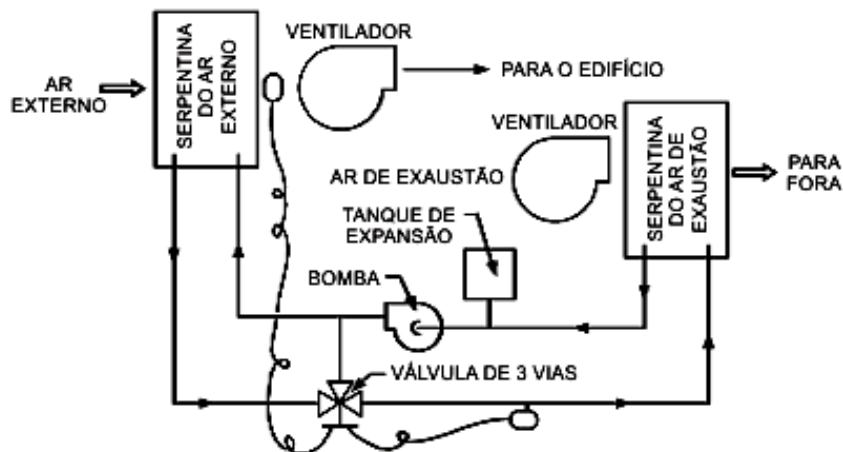 VENTILADOR
AR
EXTERNO
SERPENTINA
DO AR
EXTERNO
PARA O EDIFÍCIO
VENTILADOR
AR DE EXAUSTÃO
SERPENTINA
DO AR DE
EXAUSTÃO
PARA
FORA
TANQUE DE
EXPANSÃO
BOMBA
VÁLVULA DE 3 VIAS